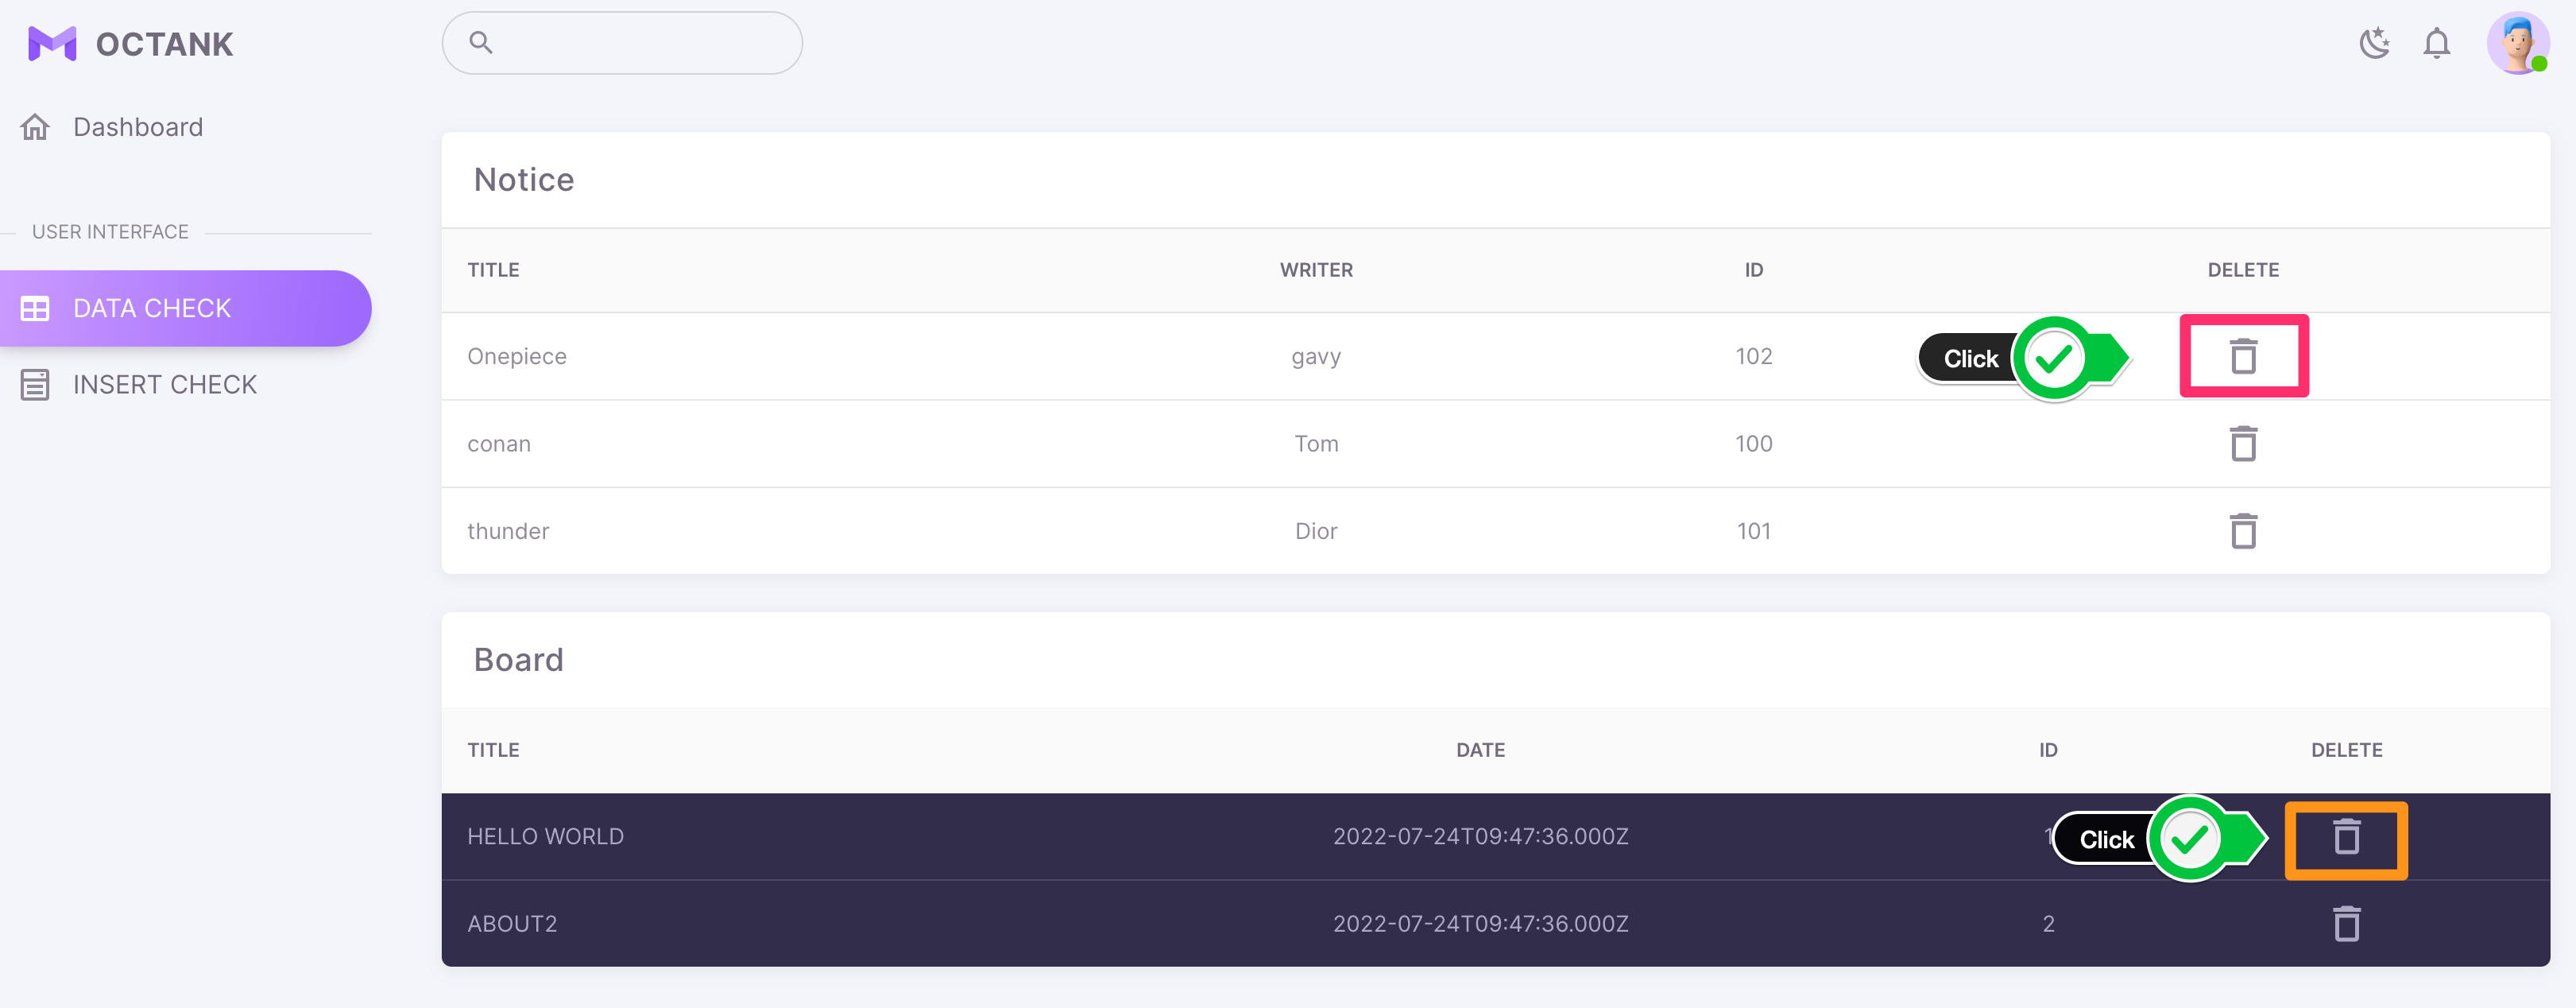 OCTANK
Dashboard
USER INTERFACE
DATA CHECK
INSERT CHECK
Notice
TITLE WRITER ID DELETE
Onepiece gavy 102 Click
conan Tom 100
thunder Dior 101
Board
TITLE DATE ID DELETE
HELLO WORLD 2022-07-24T09:47:36.000Z 1 Click
ABOUT2 2022-07-24T09:47:36.000Z 2